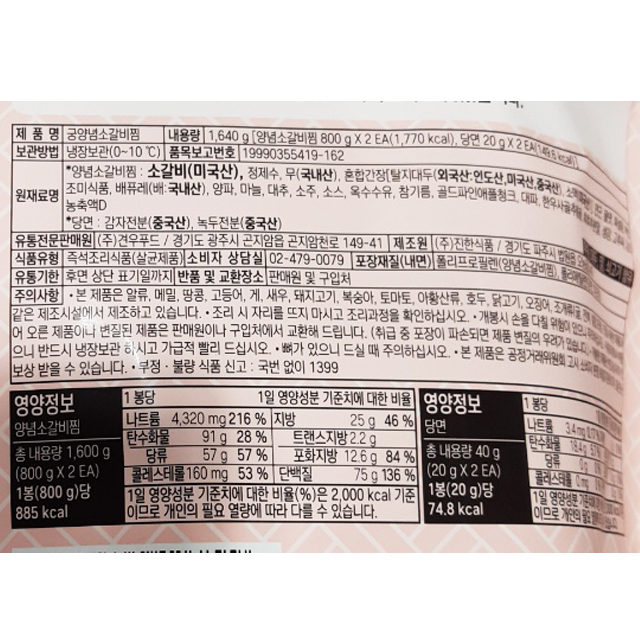 제 품 명 궁양념소갈비찜 내용량 1,640 g [양념소갈비찜 800 g X 2 EA(1,770 kcal), 당면 20 g X 2 EA(149.6 kcal)]
보관방법 냉장보관(0~10 ℃) 품목보고번호 19990355419-162
원재료명 *양념소갈비찜 : 소갈비(미국산), 정제수, 무(국내산), 혼합간장[탈지대두(외국산:인도산,미국산,중국산),
조미식품, 배퓨레(배:국내산), 양파, 마늘, 대추, 소주, 소스, 옥수수유, 참기름, 골드파인애플청크, 대파,
농축액D
*당면 : 감자전분(중국산), 녹두전분(중국산)
유통전문판매원 (주)견우푸드 / 경기도 광주시 곤지암읍 곤지암천로 149-41 제조원 (주)진한식품 / 경기도 파주시 법원읍
식품유형 즉석조리식품(살균제품) 소비자 상담실 02-479-0079 포장재질(내면) 폴리프로필렌(양념소갈비찜),
유통기한 후면 상단 표기일까지 반품 및 교환장소 판매원 및 구입처
주의사항 • 본 제품은 알류, 메밀, 땅콩, 고등어, 게, 새우, 돼지고기, 복숭아, 토마토, 아황산류, 호두, 닭고기, 오징어,
같은 제조시설에서 제조하고 있습니다. • 조리 시 자리를 뜨지 마시고 조리과정을 확인하십시오. • 개봉시 손을 다칠 위험이
어 오른 제품이나 변질된 제품은 판매원이나 구입처에서 교환해 드립니다. (취급 중 포장이 파손되면 제품 변질의 우려가
으니 반드시 냉장보관 하시고 가급적 빨리 드십시오. • 뼈가 있으니 드실 때 주의하십시오. • 본 제품은 공정거래위원회 고시
보상 받을 수 있습니다. • 부정 · 불량 식품 신고 : 국번 없이 1399
영양정보
양념소갈비찜
총 내용량 1,600 g
(800 g X 2 EA)
1봉(800 g)당
885 kcal
1 봉당 1일 영양성분 기준치에 대한 비율
나트륨 4,320 mg 216 % 지방 25 g 46 %
탄수화물 91 g 28 % 트랜스지방 2.2 g
당류 57 g 57 % 포화지방 12.6 g 84 %
콜레스테롤 160 mg 53 % 단백질 75 g 136 %
1일 영양성분 기준치에 대한 비율(%)은 2,000 kcal 기준
이므로 개인의 필요 열량에 따라 다를 수 있습니다.
영양정보
당면
총 내용량 40 g
(20 g X 2 EA)
1봉(20 g)당
74.8 kcal
1 봉당
나트륨 3.4 mg
탄수화물 18.4 g
당류 0 g
콜레스테롤 0 mg
1일 영양성분 기준치에
이므로 개인의 필요